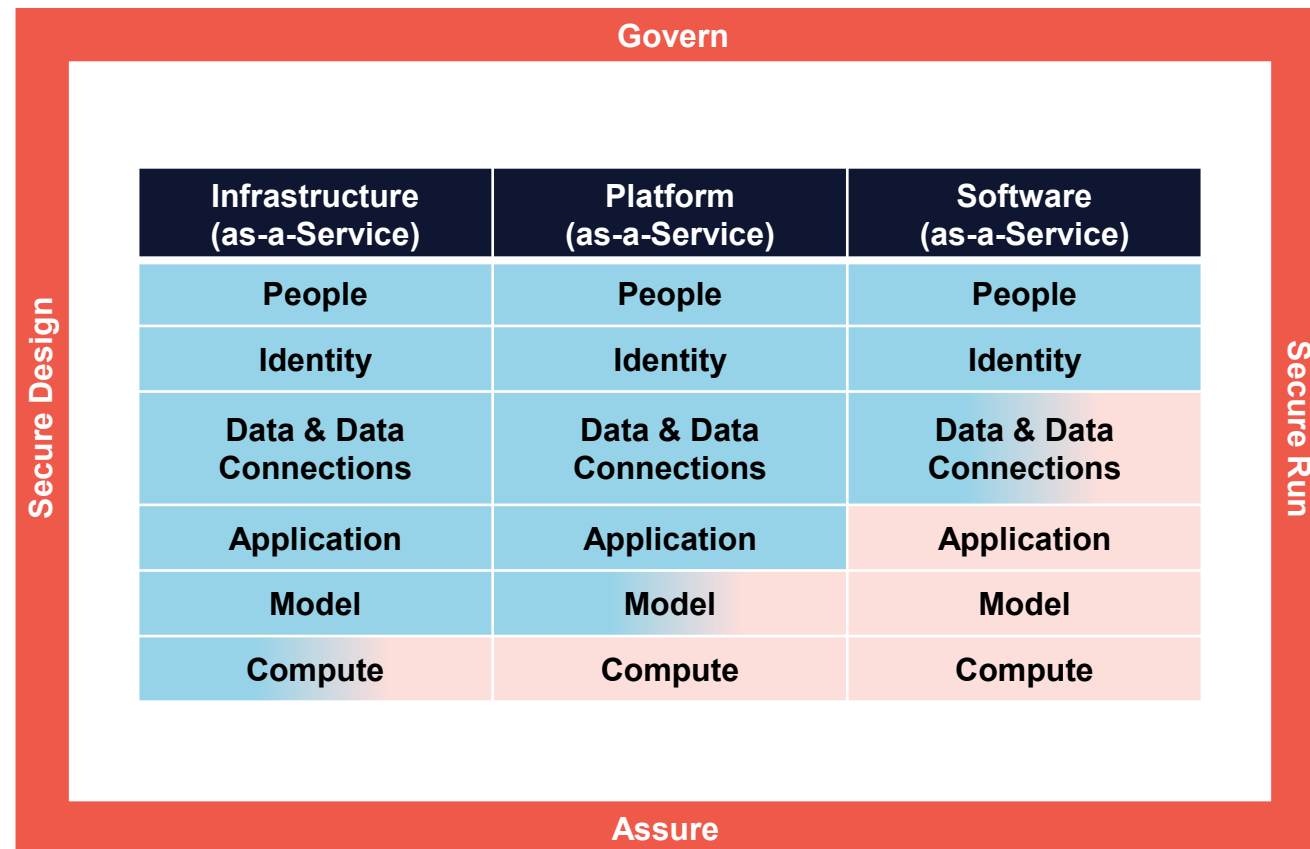 Govern
Secure Design
Infrastructure
(as-a-Service)
Platform
(as-a-Service)
Software
(as-a-Service)
People
People
People
Identity
Identity
Identity
Data & Data
Connections
Data & Data
Connections
Data & Data
Connections
Application
Application
Application
Model
Model
Model
Compute
Compute
Compute
Secure Run
Assure